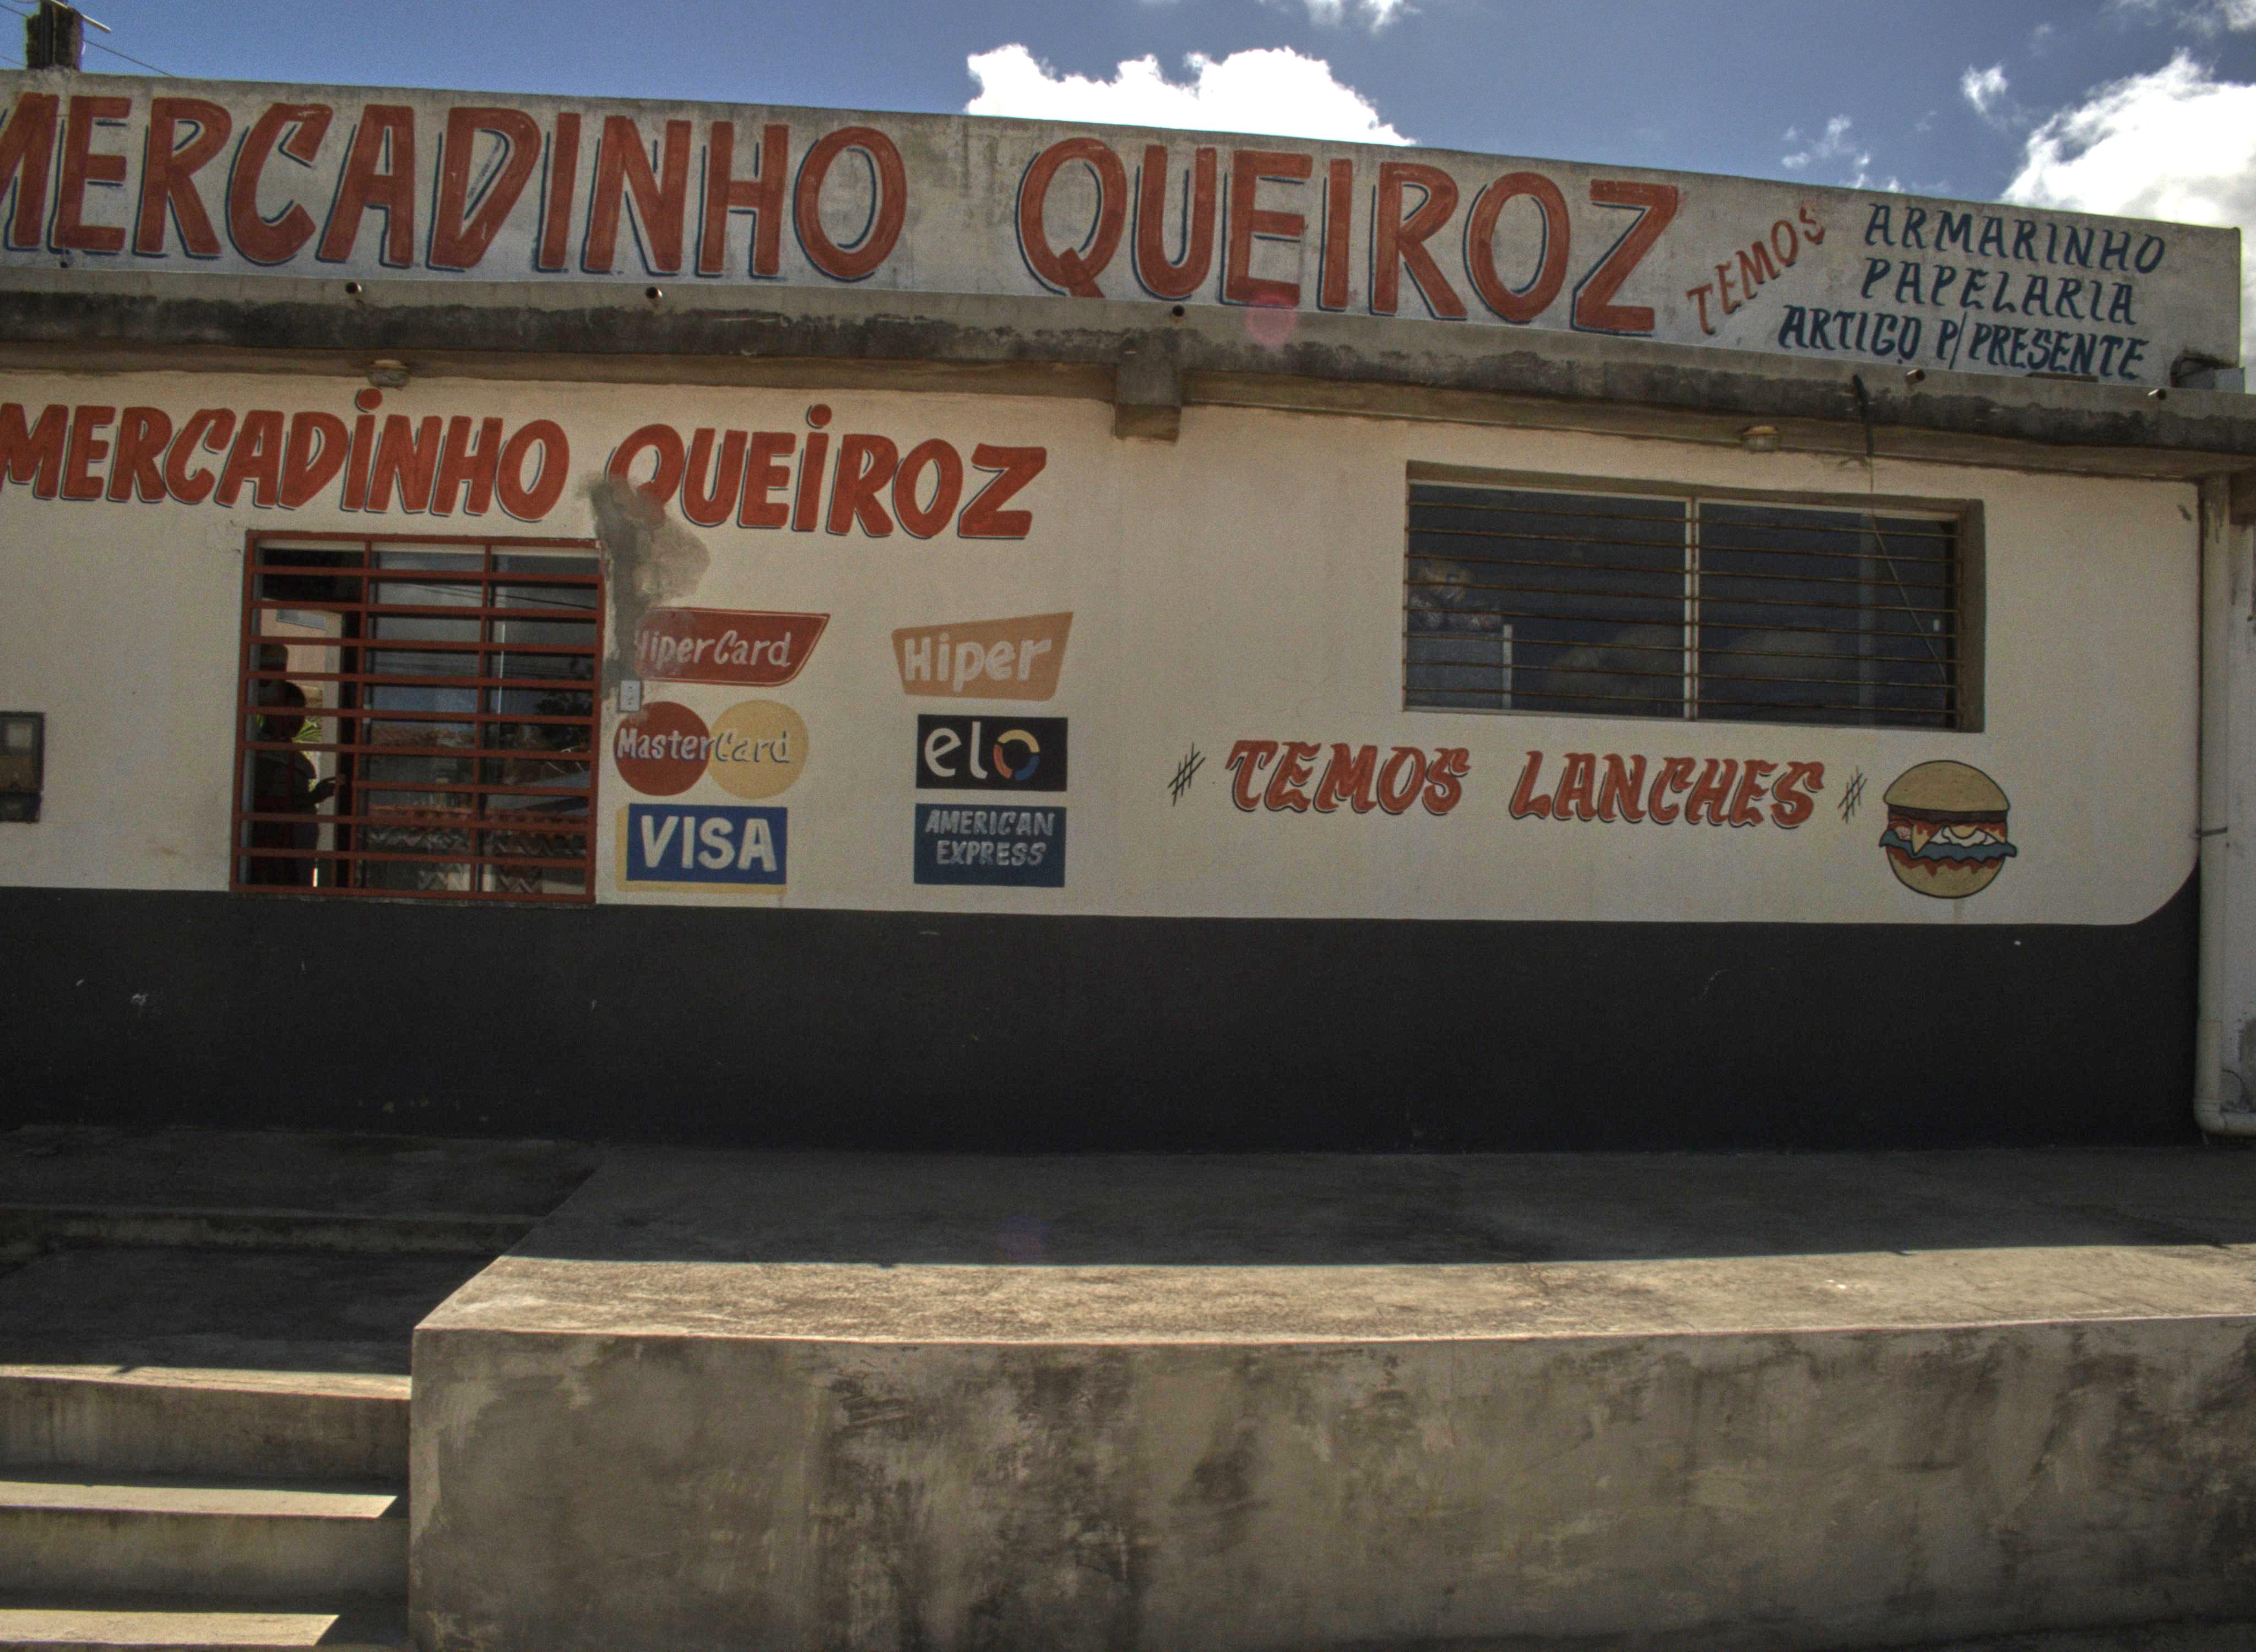 MERCADINHO QUEIROZ
TEMOS
ARMARINHO
PAPELARIA
ARTIGO P/ PRESENTE
MERCADINHO QUEIROZ
HiperCard
Hiper
MasterCard
elo
VISA
AMERICAN
EXPRESS
# TEMOS LANCHES #